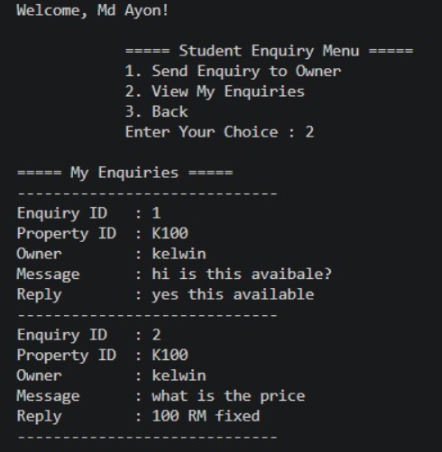 Welcome, Md Ayon!
===== Student Enquiry Menu =====
1. Send Enquiry to Owner
2. View My Enquiries
3. Back
Enter Your Choice : 2
===== My Enquiries =====
-----------------------------
Enquiry ID : 1
Property ID : K100
Owner : kelwin
Message : hi is this avaibale?
Reply : yes this available
-----------------------------
Enquiry ID : 2
Property ID : K100
Owner : kelwin
Message : what is the price
Reply : 100 RM fixed
-----------------------------